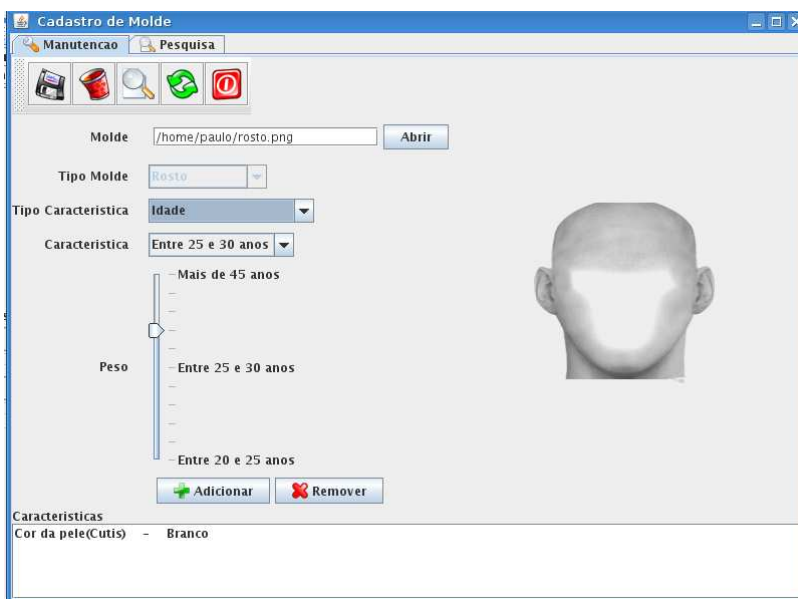 Cadastro de Molde
Manutencao Pesquisa
Molde /home/paulo/rosto.png Abrir
Tipo Molde Rosto
Tipo Caracteristica Idade
Caracteristica Entre 25 e 30 anos
Mais de 45 anos
Peso Entre 25 e 30 anos
Entre 20 e 25 anos
Adicionar Remover
Caracteristicas
Cor da pele(Cutis) - Branco